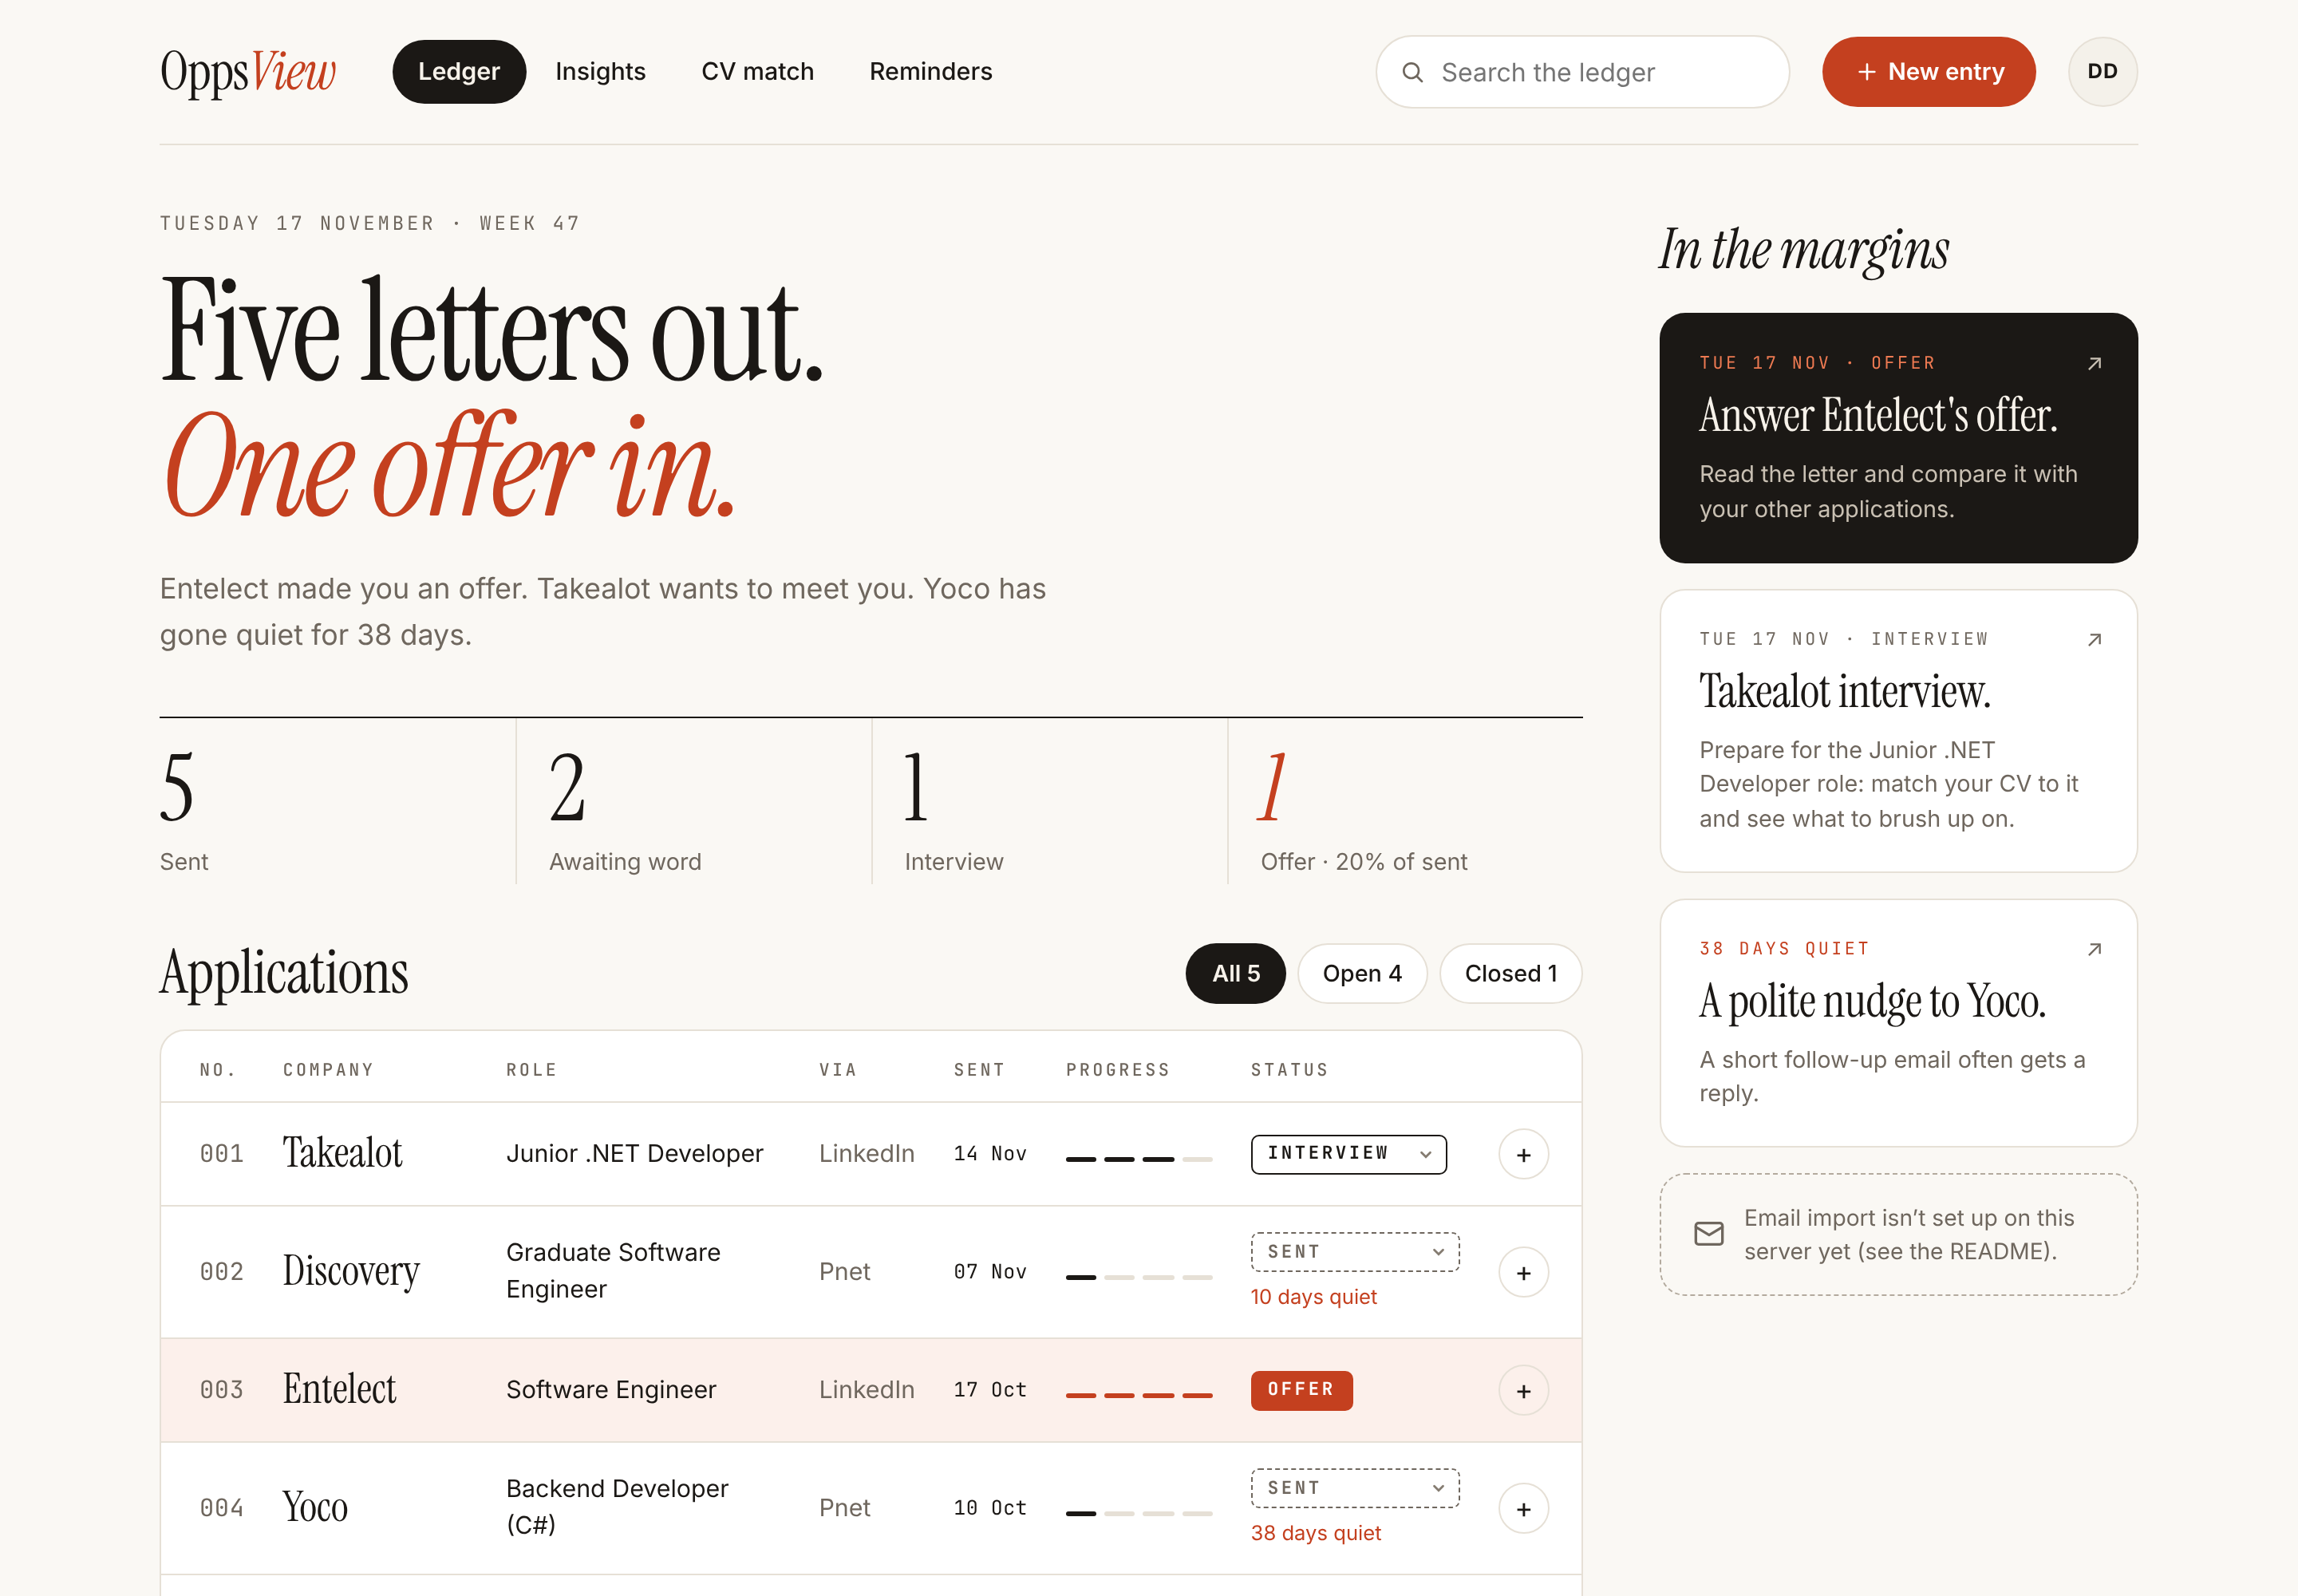 OppsView
Ledger
Insights
CV match
Reminders
Search the ledger
+ New entry
DD
TUESDAY 17 NOVEMBER · WEEK 47
Five letters out.
One offer in.
Entelect made you an offer. Takealot wants to meet you. Yoco has
gone quiet for 38 days.
5
Sent
2
Awaiting word
1
Interview
1
Offer · 20% of sent
Applications
All 5
Open 4
Closed 1
NO. COMPANY ROLE VIA SENT PROGRESS STATUS
001 Takealot Junior .NET Developer LinkedIn 14 Nov INTERVIEW +
002 Discovery Graduate Software
Engineer Pnet 07 Nov SENT +
10 days quiet
003 Entelect Software Engineer LinkedIn 17 Oct OFFER +
004 Yoco Backend Developer
(C#) Pnet 10 Oct SENT +
38 days quiet
In the margins
TUE 17 NOV · OFFER
Answer Entelect's offer.
Read the letter and compare it with
your other applications.
TUE 17 NOV · INTERVIEW
Takealot interview.
Prepare for the Junior .NET
Developer role: match your CV to it
and see what to brush up on.
38 DAYS QUIET
A polite nudge to Yoco.
A short follow-up email often gets a
reply.
Email import isn’t set up on this
server yet (see the README).